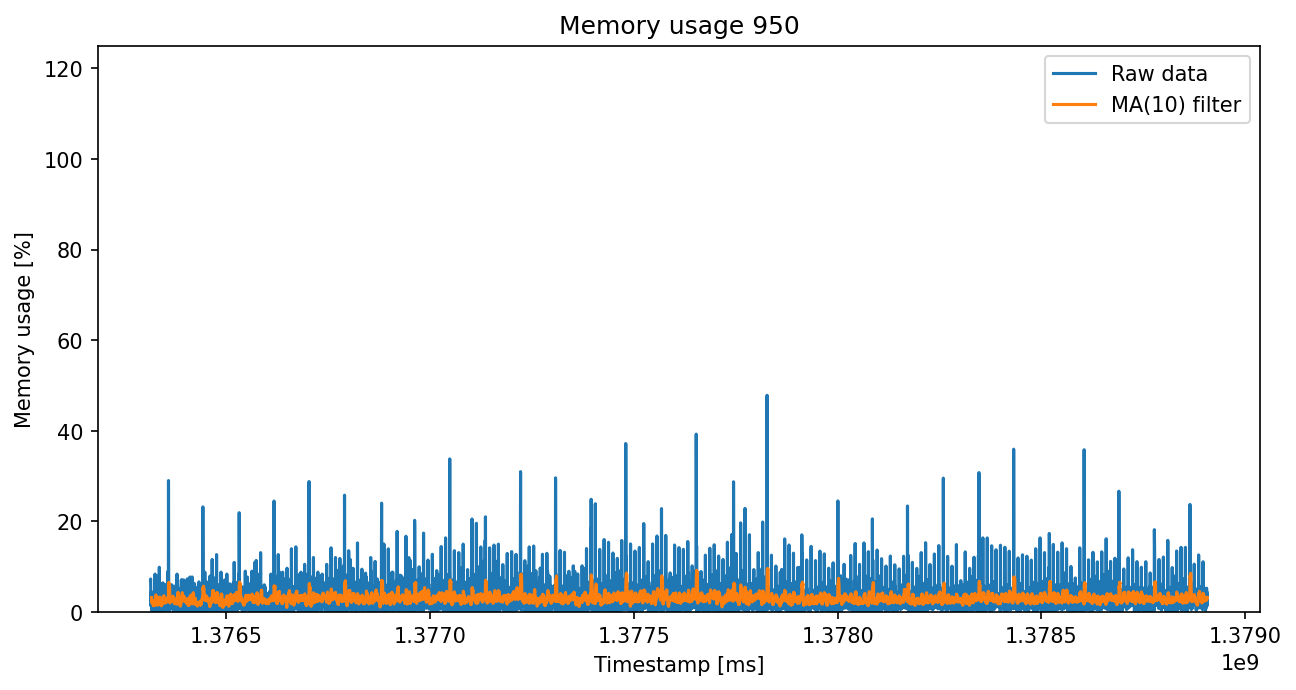 Memory usage 950
Raw data
MA(10) filter
Memory usage [%]
120
100
80
60
40
20
0
1.3765 1.3770 1.3775 1.3780 1.3785 1.3790
1e9
Timestamp [ms]